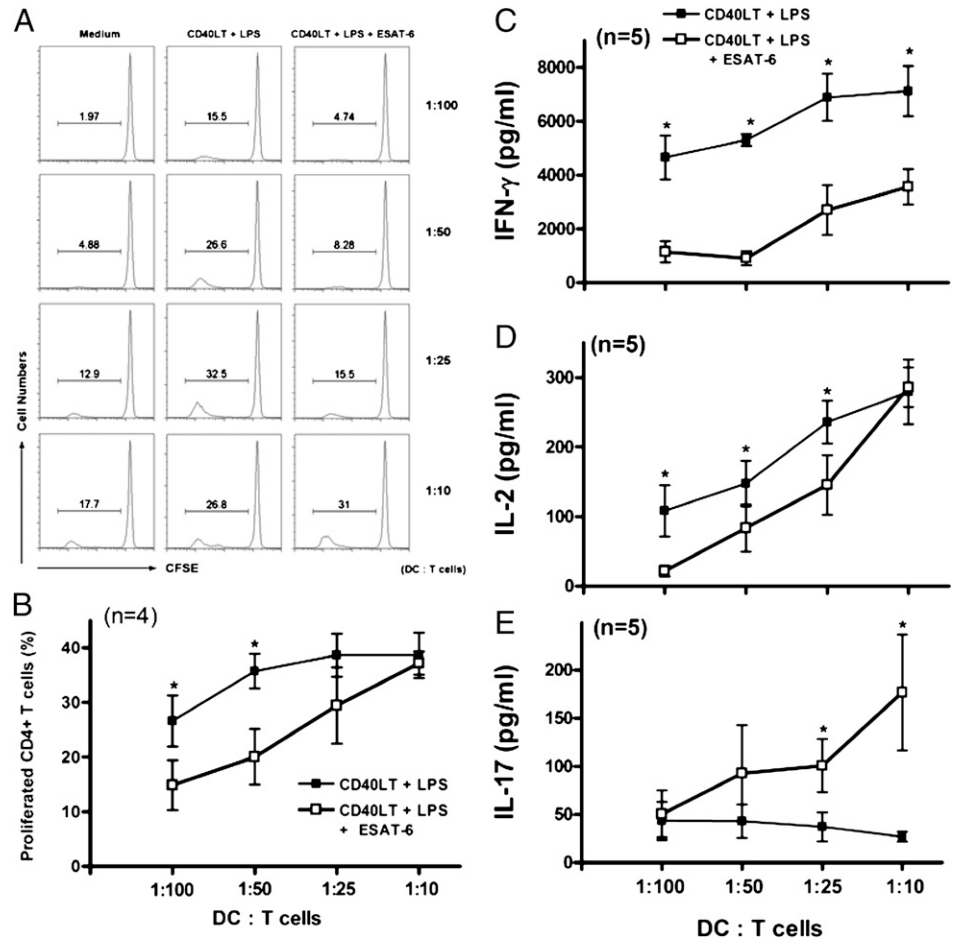 A
Medium
CD40LT + LPS
CD40LT + LPS + ESAT-6
1.97
15.5
4.74
1:100
4.88
26.6
8.28
1:50
12.9
32.5
15.5
1:25
17.7
26.8
31
1:10
Cell Numbers
CFSE
(DC : T cells)
B
(n=4)
Proliferated CD4+ T cells (%)
40
30
20
10
0
*
*
CD40LT + LPS
CD40LT + LPS
+ ESAT-6
1:100
1:50
1:25
1:10
DC : T cells
C
CD40LT + LPS
CD40LT + LPS
+ ESAT-6
(n=5)
IFN-γ (pg/ml)
8000
6000
4000
2000
0
*
*
*
*
D
(n=5)
IL-2 (pg/ml)
300
200
100
0
*
*
*
E
(n=5)
IL-17 (pg/ml)
200
150
100
50
0
*
*
1:100
1:50
1:25
1:10
DC : T cells